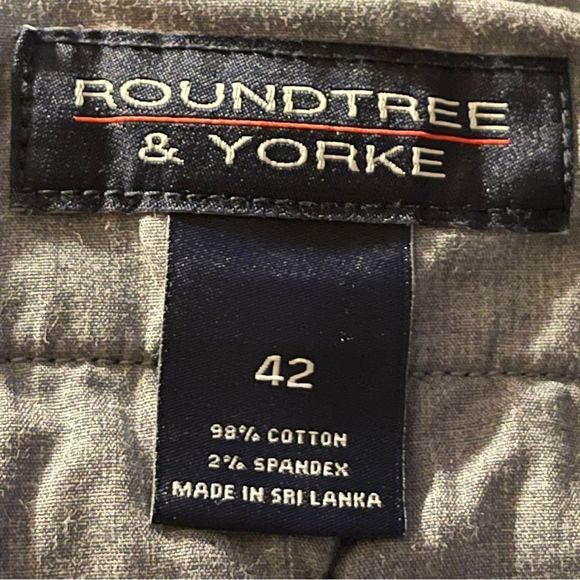 ROUNDTREE
& YORKE
42
98% COTTON
2% SPANDEX
MADE IN SRI LANKA